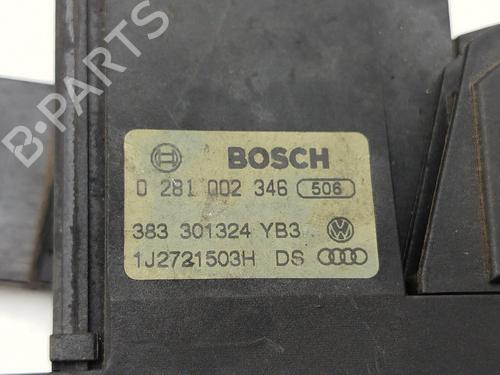 BOSCH
0 281 002 346 506
383 301324 YB3
1J2721503H DS
B-PARTS